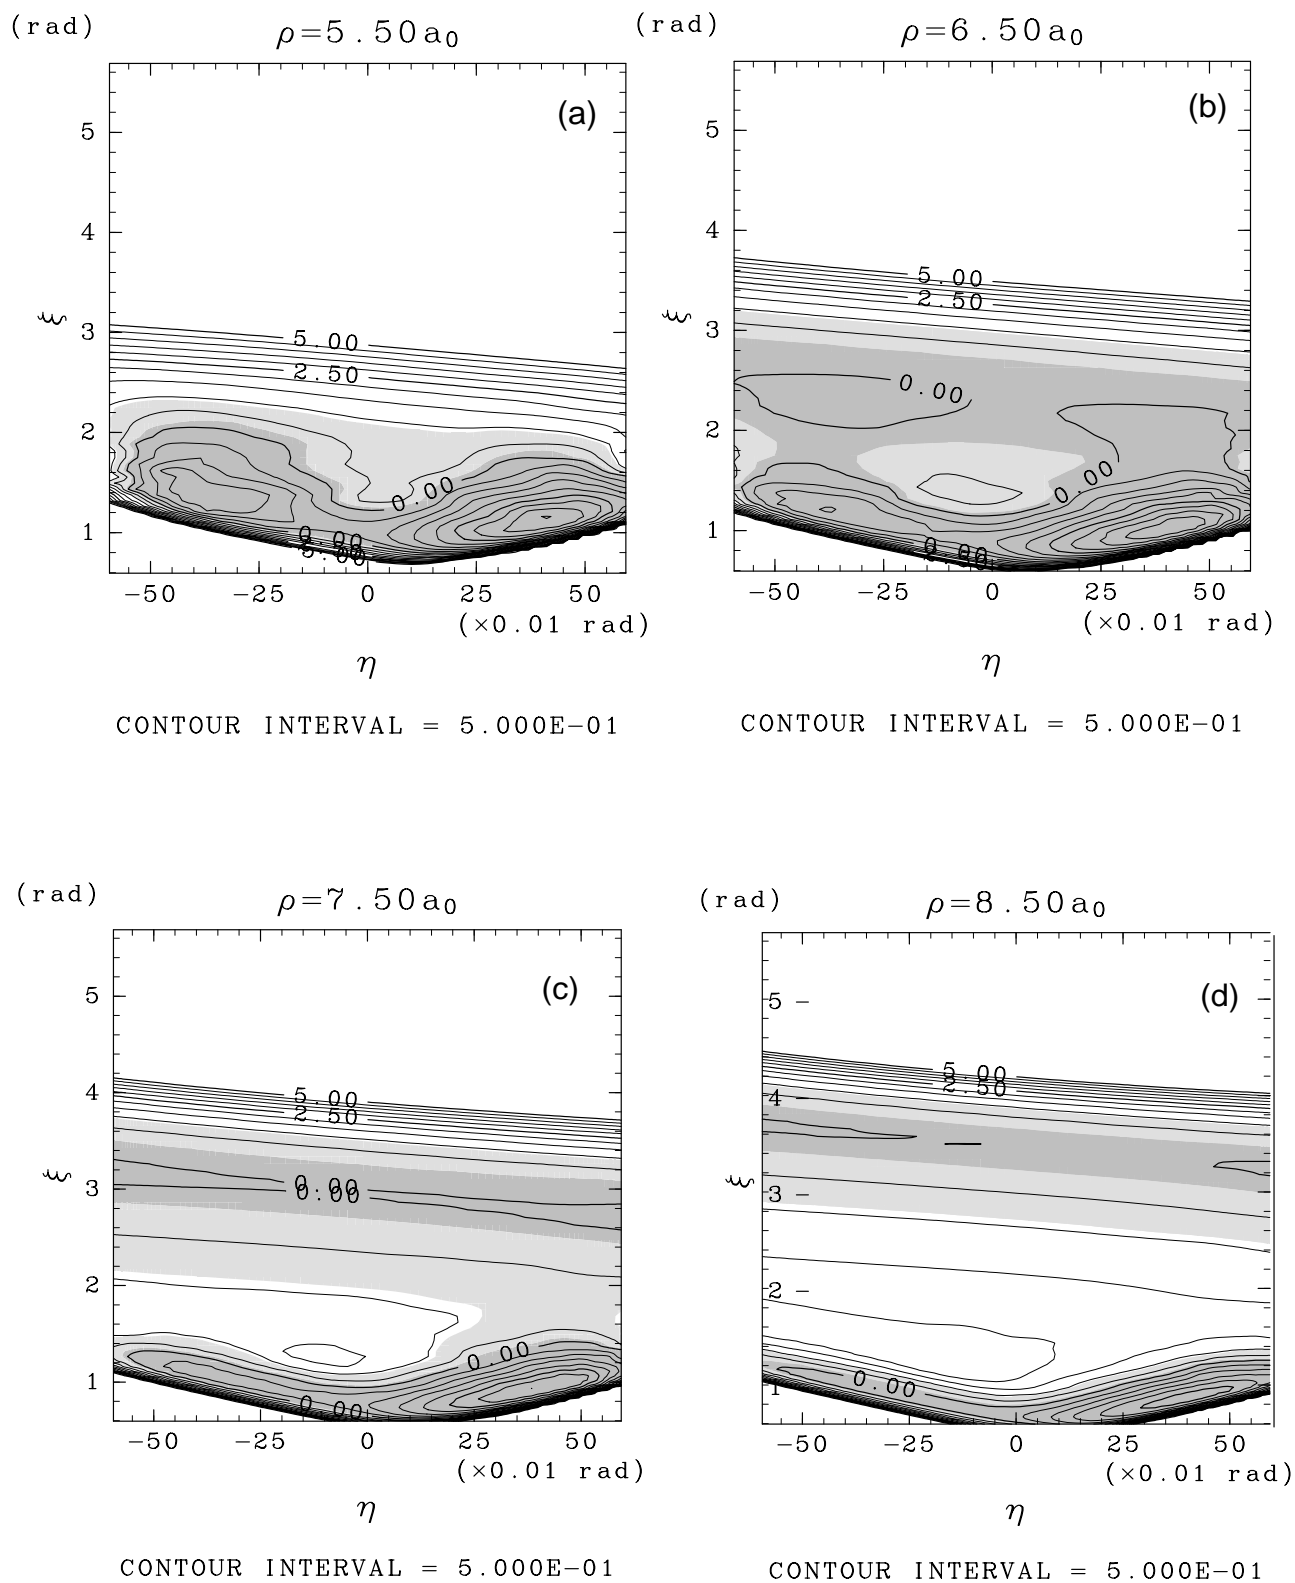 (rad)
ρ=5.50a₀
(a)
5
4
3
2
1
ξ
5.00
2.50
0.00
0.00
5.00
−50 −25 0 25 50
(×0.01 rad)
η
CONTOUR INTERVAL = 5.000E−01
(rad)
ρ=6.50a₀
(b)
5
4
3
2
1
ξ
5.00
2.50
0.00
0.00
0.00
−50 −25 0 25 50
(×0.01 rad)
η
CONTOUR INTERVAL = 5.000E−01
(rad)
ρ=7.50a₀
(c)
5
4
3
2
1
ξ
5.00
2.50
0.00
0.00
0.00
0.00
−50 −25 0 25 50
(×0.01 rad)
η
CONTOUR INTERVAL = 5.000E−01
(rad)
ρ=8.50a₀
(d)
5
4
3
2
1
ξ
5.00
2.50
0.00
−50 −25 0 25 50
(×0.01 rad)
η
CONTOUR INTERVAL = 5.000E−01